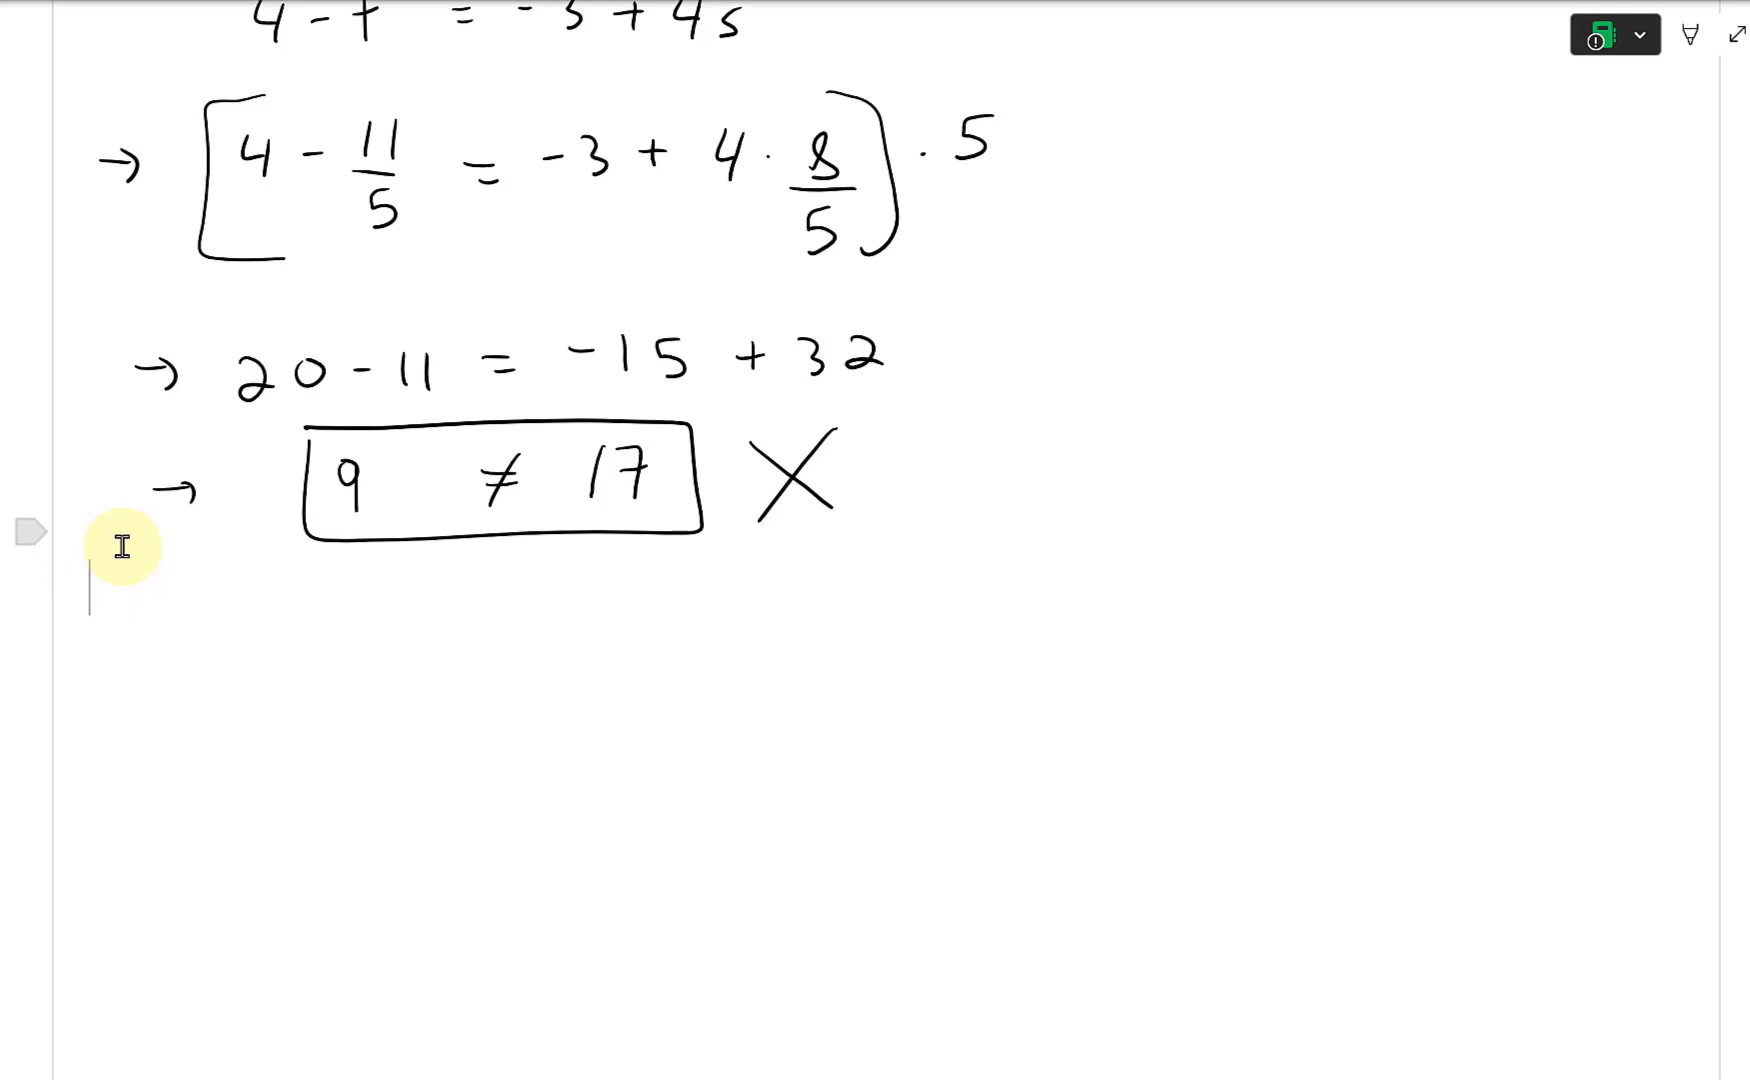 4 - t = -3 + 4s
→ [4 - 11/5 = -3 + 4 · 8/5) · 5
→ 20 - 11 = -15 + 32
→ 9 ≠ 17 X